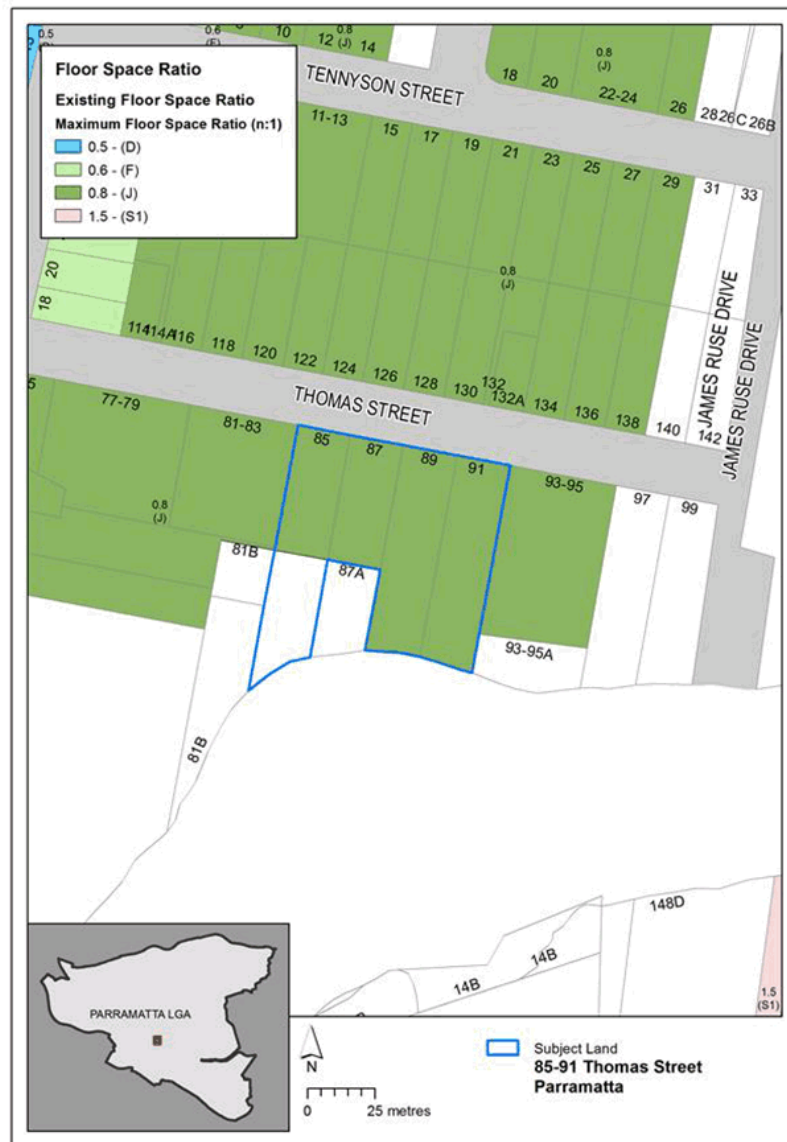 0.5
0.6
(F)
10
12
0.8
(J)
14
Floor Space Ratio
Existing Floor Space Ratio
Maximum Floor Space Ratio (n:1)
0.5 - (D)
0.6 - (F)
0.8 - (J)
1.5 - (S1)
TENNYSON STREET
0.8
(J)
18
20
22-24
26
28
26C
26B
11-13
15
17
19
21
23
25
27
29
31
33
20
18
0.8
(J)
JAMES RUSE DRIVE
JAMES RUSE DRIVE
114
114A
116
118
120
122
124
126
128
130
132
132A
134
136
138
140
142
THOMAS STREET
77-79
81-83
85
87
89
91
93-95
97
99
0.8
(J)
81B
87A
93-95A
81B
148D
14B
14B
1.5
(S1)
PARRAMATTA LGA
N
0 25 metres
Subject Land
85-91 Thomas Street
Parramatta